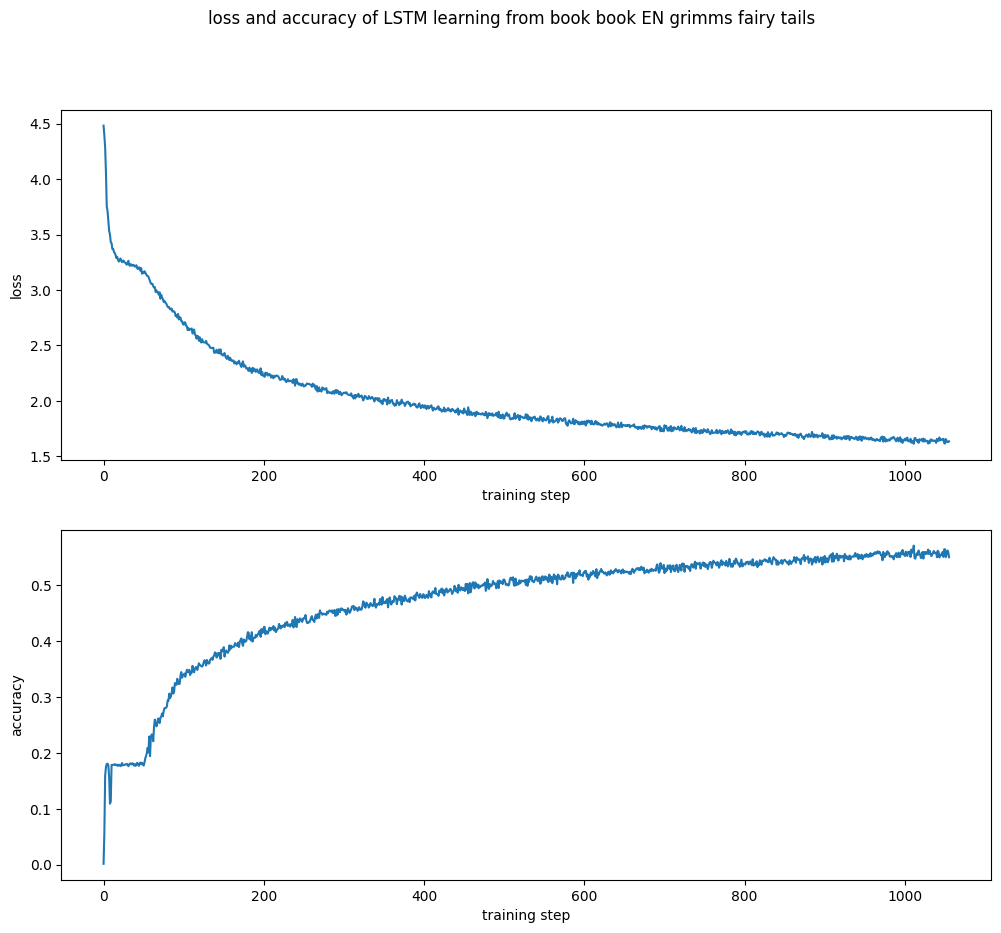 loss and accuracy of LSTM learning from book book EN grimms fairy tails
4.5
4.0
3.5
3.0
2.5
2.0
1.5
loss
0 200 400 600 800 1000
training step
0.5
0.4
0.3
0.2
0.1
0.0
accuracy
0 200 400 600 800 1000
training step